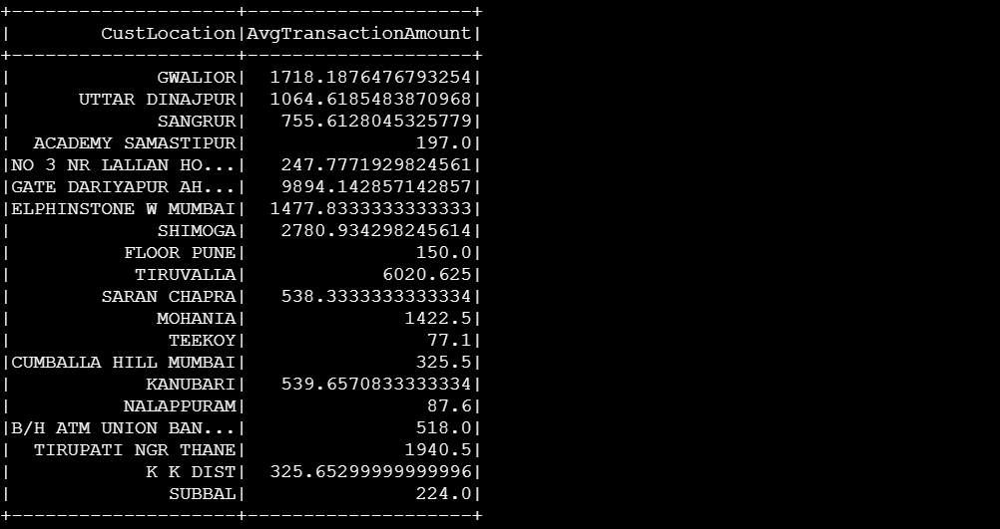 +--------------------+--------------------+
|        CustLocation|AvgTransactionAmount|
+--------------------+--------------------+
|             GWALIOR|  1718.1876476793254|
|      UTTAR DINAJPUR|  1064.6185483870968|
|             SANGRUR|   755.6128045325779|
|  ACADEMY SAMASTIPUR|               197.0|
|NO 3 NR LALLAN HO...|   247.7771929824561|
|GATE DARIYAPUR AH...|   9894.142857142857|
|ELPHINSTONE W MUMBAI|  1477.8333333333333|
|             SHIMOGA|   2780.934298245614|
|          FLOOR PUNE|               150.0|
|           TIRUVALLA|            6020.625|
|        SARAN CHAPRA|   538.3333333333334|
|             MOHANIA|              1422.5|
|              TEEKOY|                77.1|
|CUMBALLA HILL MUMBAI|               325.5|
|            KANUBARI|   539.6570833333334|
|          NALAPPURAM|                87.6|
|B/H ATM UNION BAN...|               518.0|
|  TIRUPATI NGR THANE|              1940.5|
|            K K DIST|  325.65299999999996|
|              SUBBAL|               224.0|
+--------------------+--------------------+